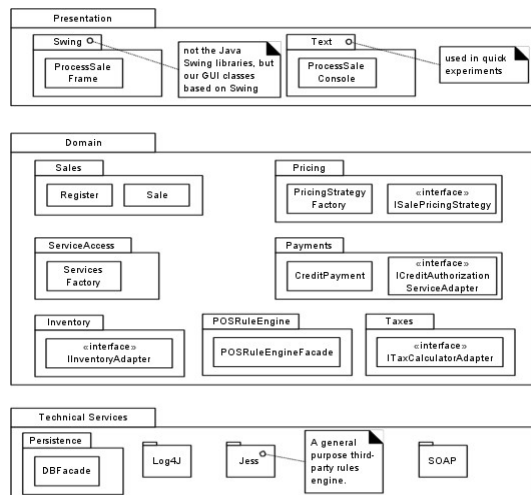 Presentation
Swing
ProcessSale
Frame
not the Java
Swing libraries, but
our GUI classes
based on Swing
Text
ProcessSale
Console
used in quick
experiments
Domain
Sales
Register
Sale
Pricing
PricingStrategy
Factory
«interface»
ISalePricingStrategy
ServiceAccess
Services
Factory
Payments
CreditPayment
«interface»
ICreditAuthorization
ServiceAdapter
Inventory
«interface»
IInventoryAdapter
POSRuleEngine
POSRuleEngineFacade
Taxes
«interface»
ITaxCalculatorAdapter
Technical Services
Persistence
DBFacade
Log4J
Jess
A general
purpose third-
party rules
engine.
SOAP